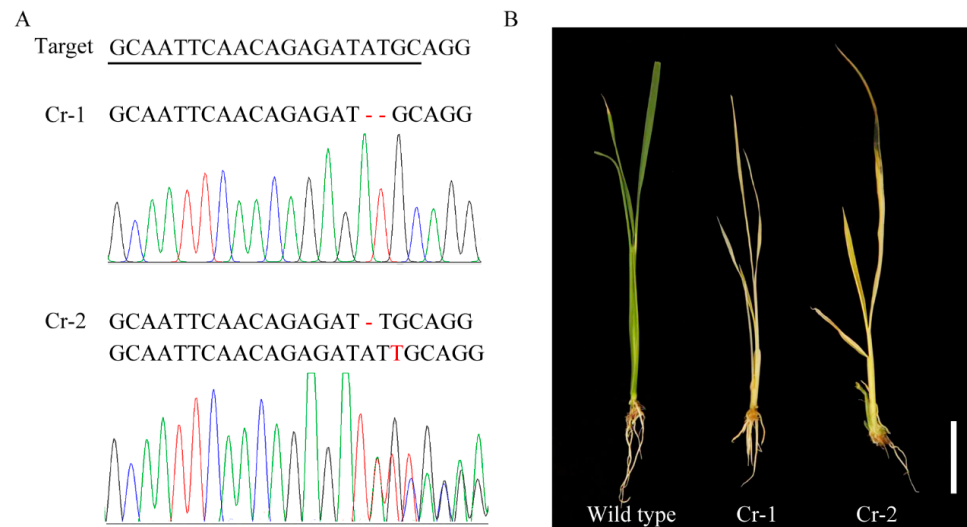 A
Target GCAATTCAACAGAGATATGCAGG
Cr-1 GCAATTCAACAGAGAT--GCAGG
Cr-2 GCAATTCAACAGAGAT-TGCAGG
GCAATTCAACAGAGATATTGCAGG
B
Wild type Cr-1 Cr-2